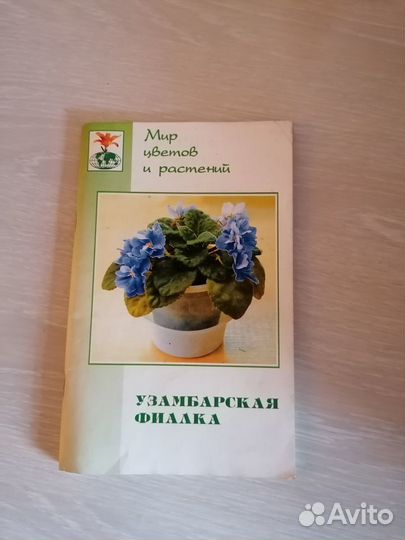 Мир
цветов
и растений
УЗАМБАРСКАЯ
ФИАЛКА
Avito